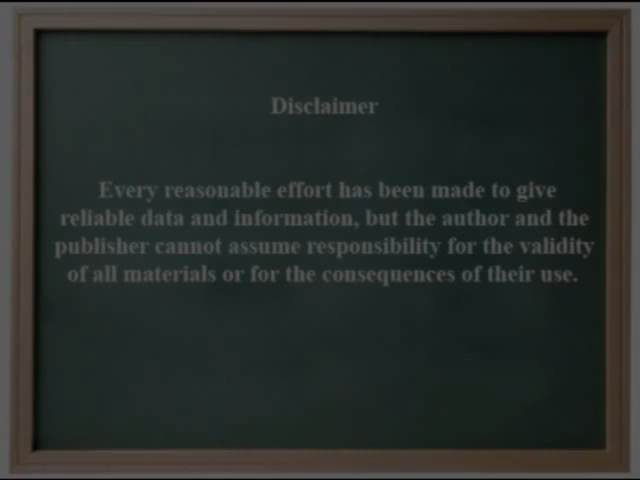 Disclaimer
Every reasonable effort has been made to give
reliable data and information, but the author and the
publisher cannot assume responsibility for the validity
of all materials or for the consequences of their use.